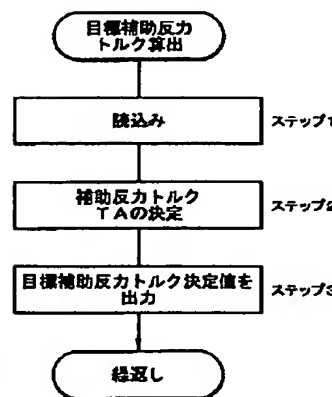 目標補助反力
トルク算出
読込み
ステップ1
補助反力トルク
TAの決定
ステップ2
目標補助反力トルク決定値を
出力
ステップ3
繰返し